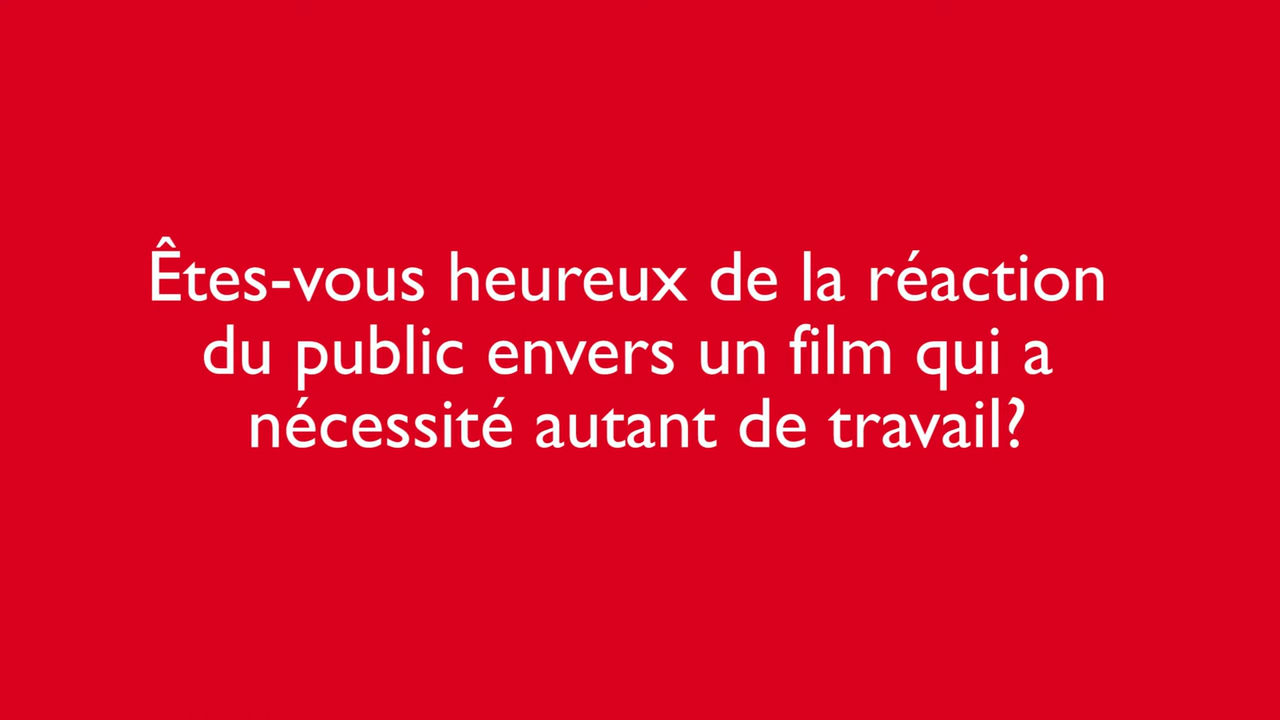 Êtes-vous heureux de la réaction
du public envers un film qui a
nécessité autant de travail?